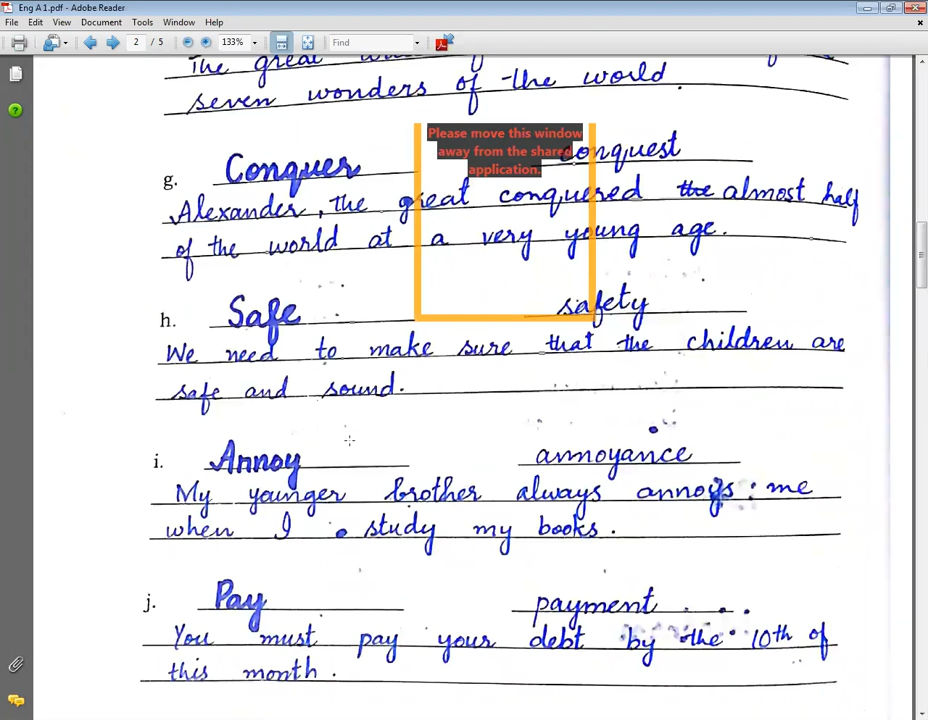 Eng A 1.pdf - Adobe Reader
File Edit View Document Tools Window Help
2 / 5 133% Find
The great
seven wonders of the world.
Please move this window
away from the shared
application.
g. Conquer conquest
Alexander, the great conquered the almost half
of the world at a very young age.
h. Safe safety
We need to make sure that the children are
safe and sound.
i. Annoy annoyance
My younger brother always annoys me
when I study my books.
j. Pay payment
You must pay your debt by the 10th of
this month.